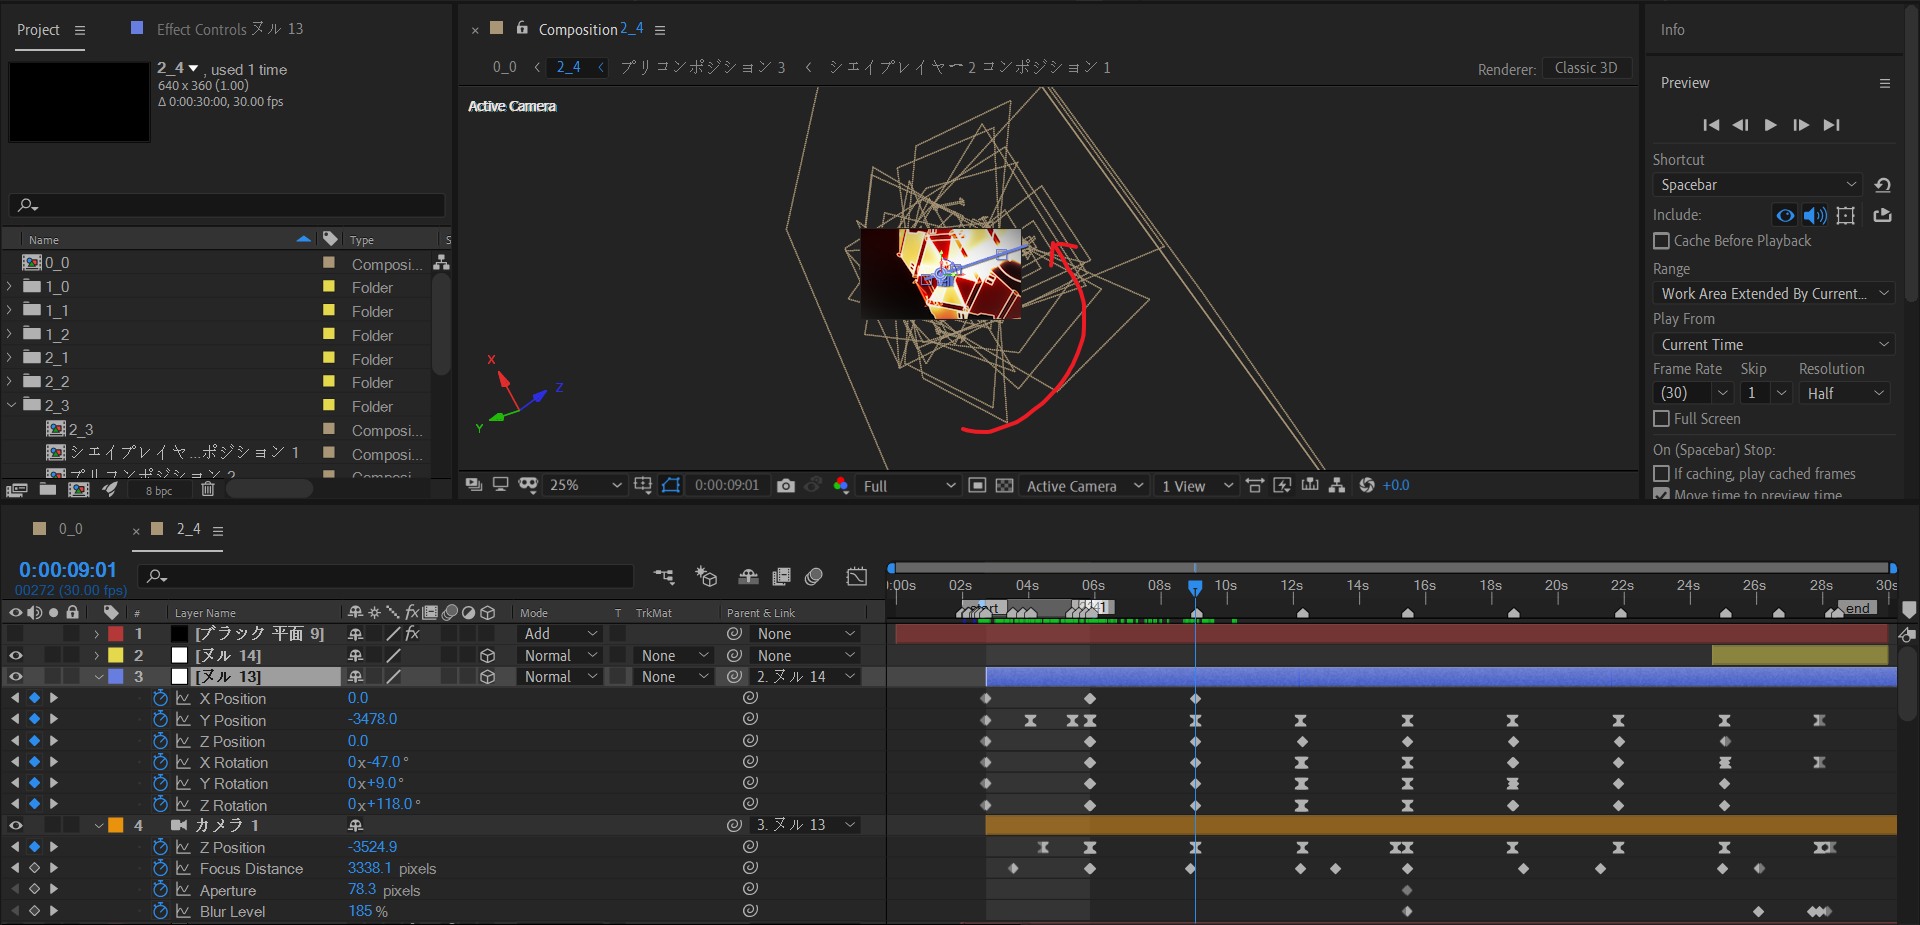 Project
Effect Controls ヌル 13
2_4 , used 1 time
640 x 360 (1.00)
Δ 0:00:30:00, 30.00 fps
Name Type S
0_0 Composi...
1_0 Folder
1_1 Folder
1_2 Folder
2_1 Folder
2_2 Folder
2_3 Folder
2_3 Composi...
シエイプレイヤ...ポジション 1 Composi...
プリコンポジション 2 Composi...
8 bpc
Composition 2_4
0_0 < 2_4 < プリコンポジション 3 < シエイプレイヤー 2 コンポジション 1
Renderer: Classic 3D
Active Camera
X
Z
Y
25% 0:00:09:01 Full Active Camera 1 View +0.0
Info
Preview
Shortcut
Spacebar
Include:
Cache Before Playback
Range
Work Area Extended By Current...
Play From
Current Time
Frame Rate Skip Resolution
(30) 1 Half
Full Screen
On (Spacebar) Stop:
If caching, play cached frames
Move time to preview time
0_0 × 2_4
0:00:09:01
00272 (30.00 fps)
:00s 02s 04s 06s 08s 10s 12s 14s 16s 18s 20s 22s 24s 26s 28s 30s
end
# Layer Name fx Mode T TrkMat Parent & Link
1 [ブラック 平面 9] fx Add None
2 [ヌル 14] Normal None None
3 [ヌル 13] Normal None 2. ヌル 14
X Position 0.0
Y Position -3478.0
Z Position 0.0
X Rotation 0x-47.0°
Y Rotation 0x+9.0°
Z Rotation 0x+118.0°
4 カメラ 1 3. ヌル 13
Z Position -3524.9
Focus Distance 3338.1 pixels
Aperture 78.3 pixels
Blur Level 185 %